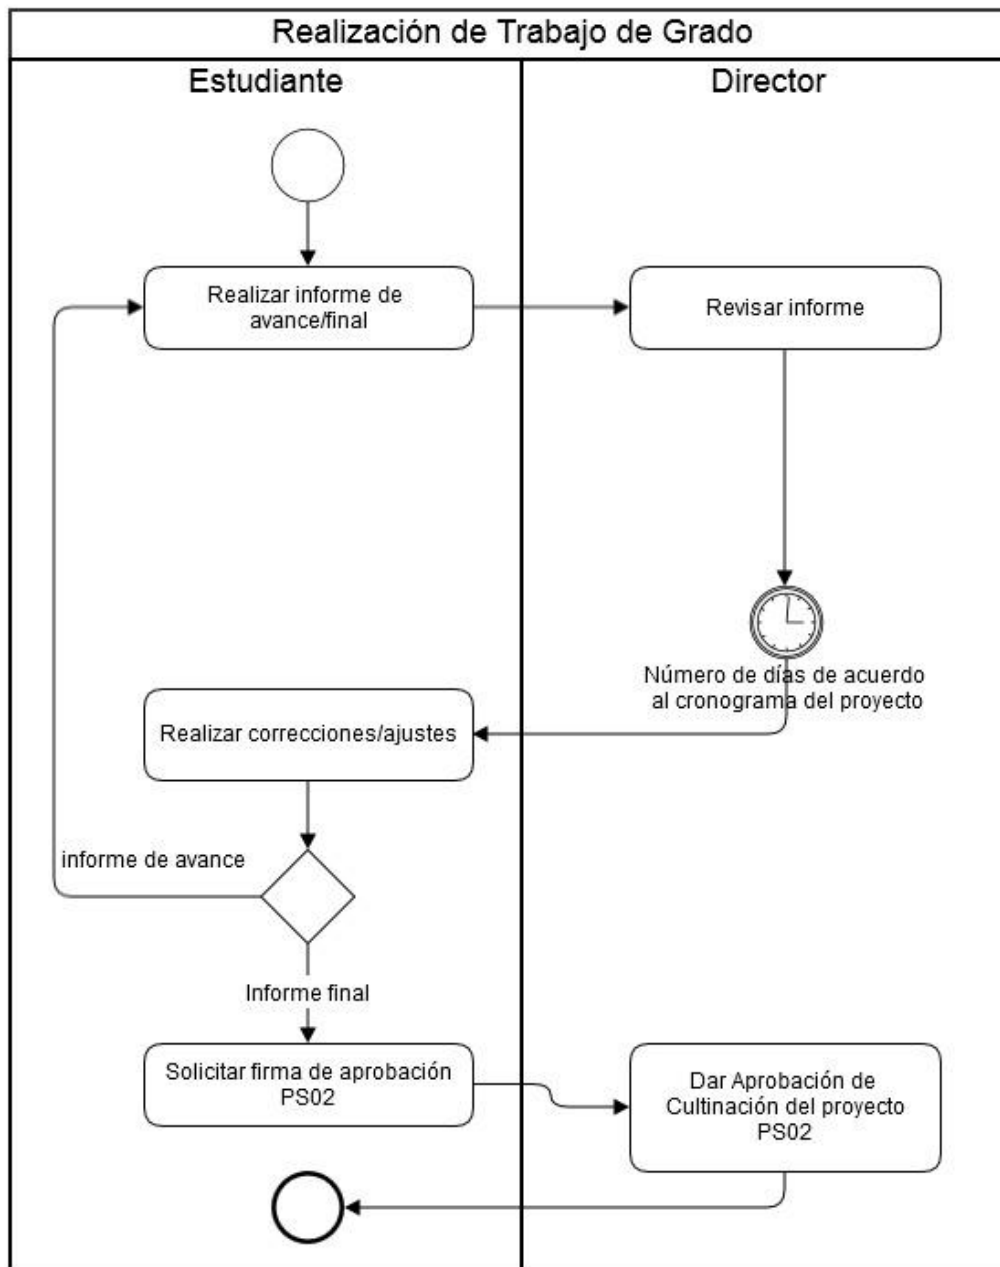 Realización de Trabajo de Grado
Estudiante
Director
Realizar informe de
avance/final
Revisar informe
Número de días de acuerdo
al cronograma del proyecto
Realizar correcciones/ajustes
informe de avance
Informe final
Solicitar firma de aprobación
PS02
Dar Aprobación de
Cultinación del proyecto
PS02